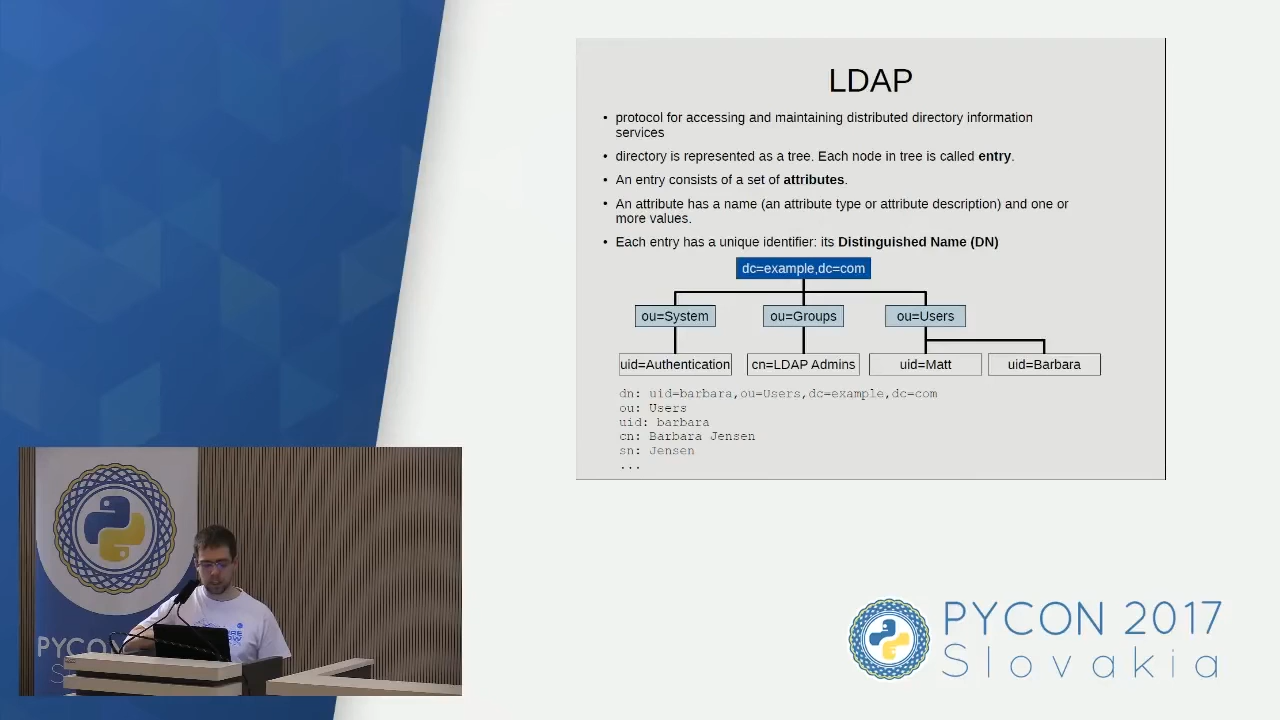 LDAP
• protocol for accessing and maintaining distributed directory information
services
• directory is represented as a tree. Each node in tree is called entry.
• An entry consists of a set of attributes.
• An attribute has a name (an attribute type or attribute description) and one or
more values.
• Each entry has a unique identifier: its Distinguished Name (DN)
dc=example,dc=com
ou=System
ou=Groups
ou=Users
uid=Authentication
cn=LDAP Admins
uid=Matt
uid=Barbara
dn: uid=barbara,ou=Users,dc=example,dc=com
ou: Users
uid: barbara
cn: Barbara Jensen
sn: Jensen
...
PYCON
PYCON 2017
Slovakia